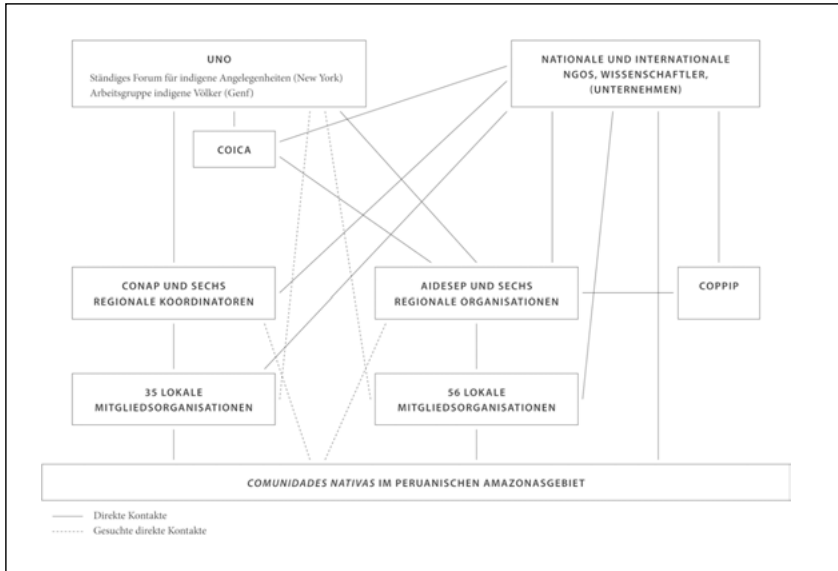 UNO
Ständiges Forum für indigene Angelegenheiten (New York)
Arbeitsgruppe indigene Völker (Genf)
NATIONALE UND INTERNATIONALE
NGOS, WISSENSCHAFTLER,
(UNTERNEHMEN)
COICA
CONAP UND SECHS
REGIONALE KOORDINATOREN
AIDESEP UND SECHS
REGIONALE ORGANISATIONEN
COPPIP
35 LOKALE
MITGLIEDSORGANISATIONEN
56 LOKALE
MITGLIEDSORGANISATIONEN
COMUNIDADES NATIVAS IM PERUANISCHEN AMAZONASGEBIET
Direkte Kontakte
Gesuchte direkte Kontakte